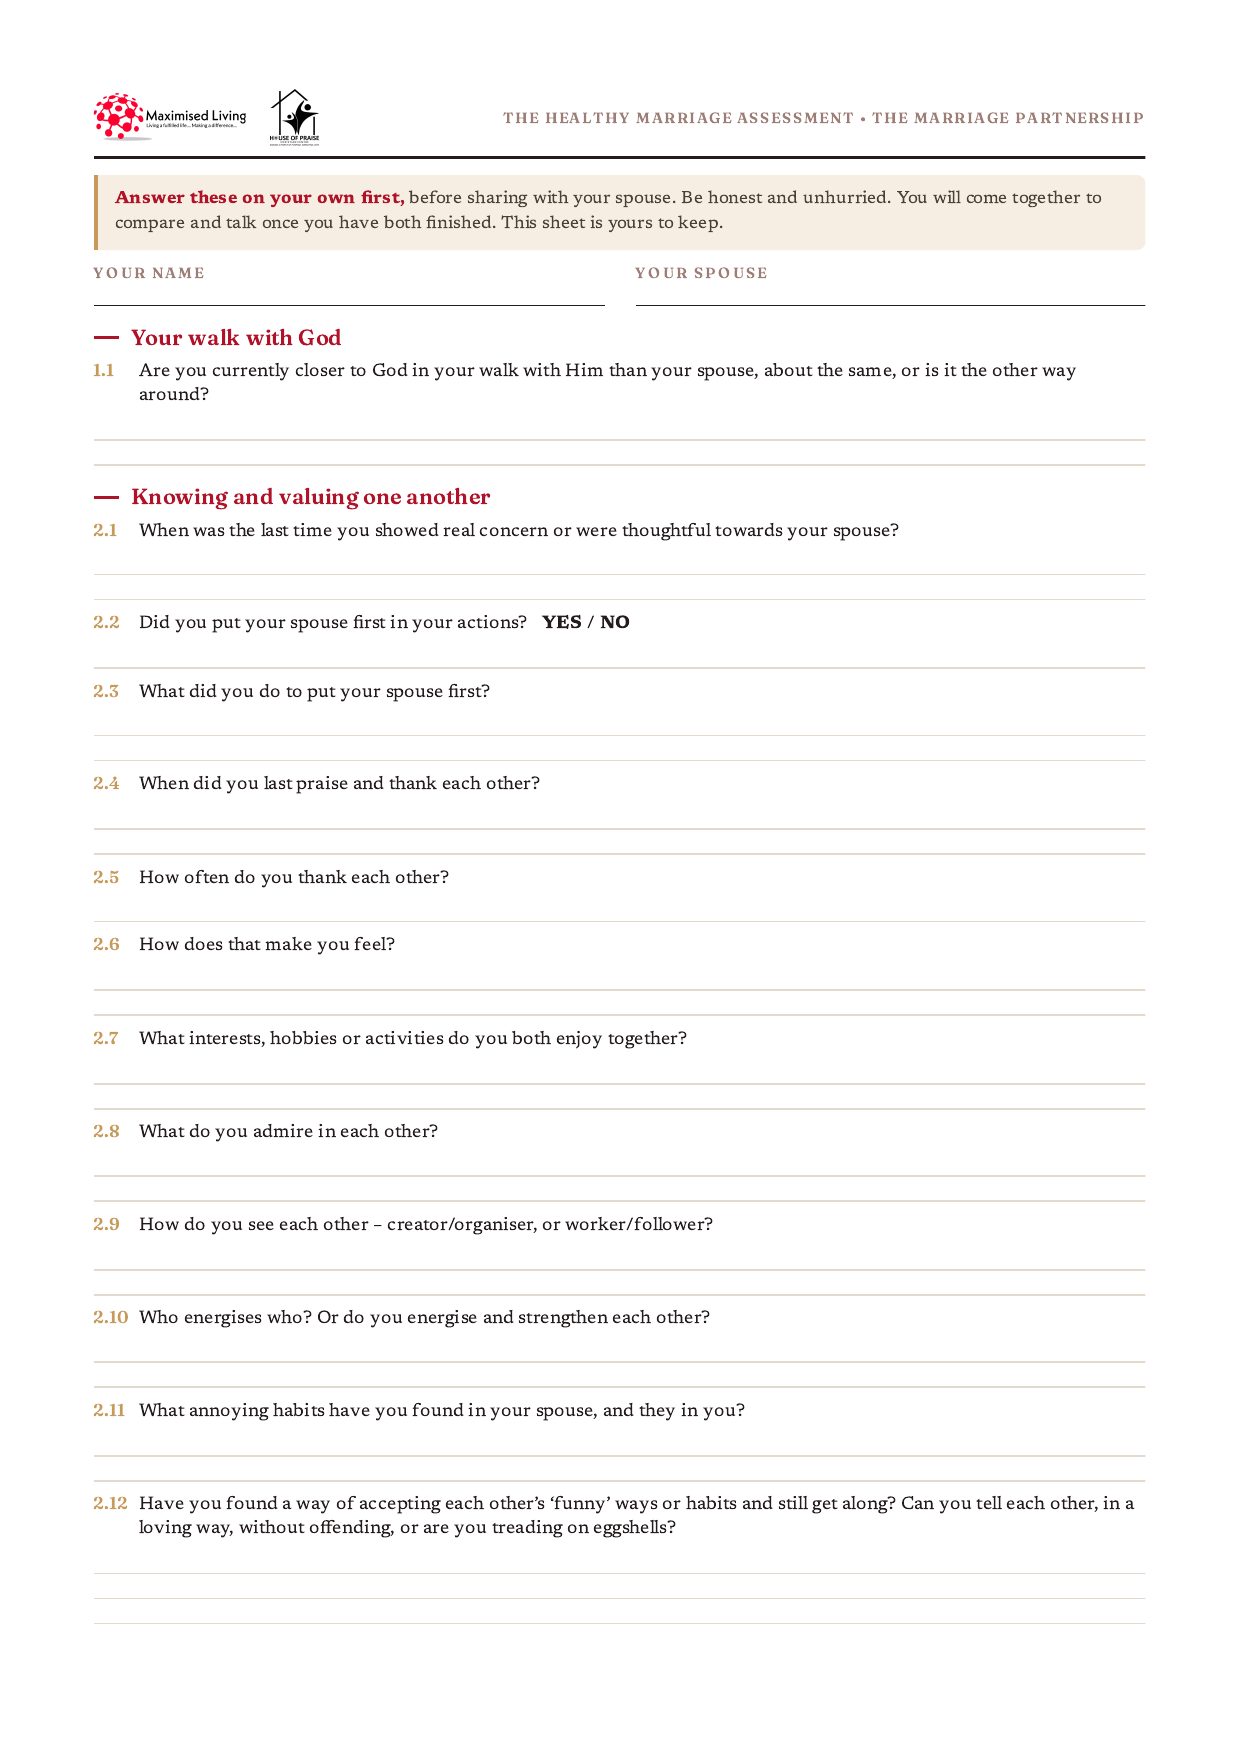 Maximised Living
Living a fulfilled life... Making a difference...
HOUSE OF PRAISE
THE HEALTHY MARRIAGE ASSESSMENT • THE MARRIAGE PARTNERSHIP
Answer these on your own first, before sharing with your spouse. Be honest and unhurried. You will come together to
compare and talk once you have both finished. This sheet is yours to keep.
YOUR NAME
YOUR SPOUSE
— Your walk with God
1.1 Are you currently closer to God in your walk with Him than your spouse, about the same, or is it the other way
around?
— Knowing and valuing one another
2.1 When was the last time you showed real concern or were thoughtful towards your spouse?
2.2 Did you put your spouse first in your actions? YES / NO
2.3 What did you do to put your spouse first?
2.4 When did you last praise and thank each other?
2.5 How often do you thank each other?
2.6 How does that make you feel?
2.7 What interests, hobbies or activities do you both enjoy together?
2.8 What do you admire in each other?
2.9 How do you see each other – creator/organiser, or worker/follower?
2.10 Who energises who? Or do you energise and strengthen each other?
2.11 What annoying habits have you found in your spouse, and they in you?
2.12 Have you found a way of accepting each other’s ‘funny’ ways or habits and still get along? Can you tell each other, in a
loving way, without offending, or are you treading on eggshells?